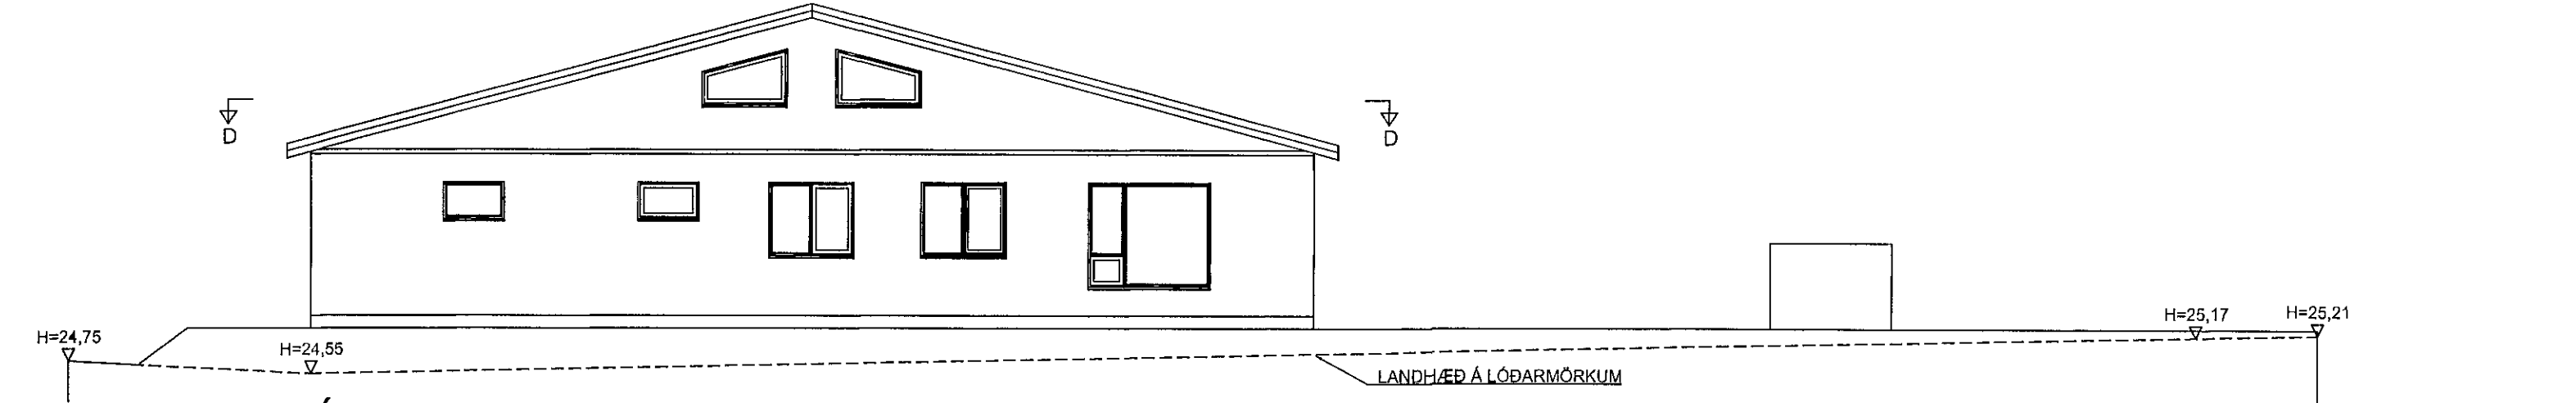 D
D
H=24,75
H=24,55
H=25,17
H=25,21
LANDHÆÐ Á LÓÐARMÖRKUM